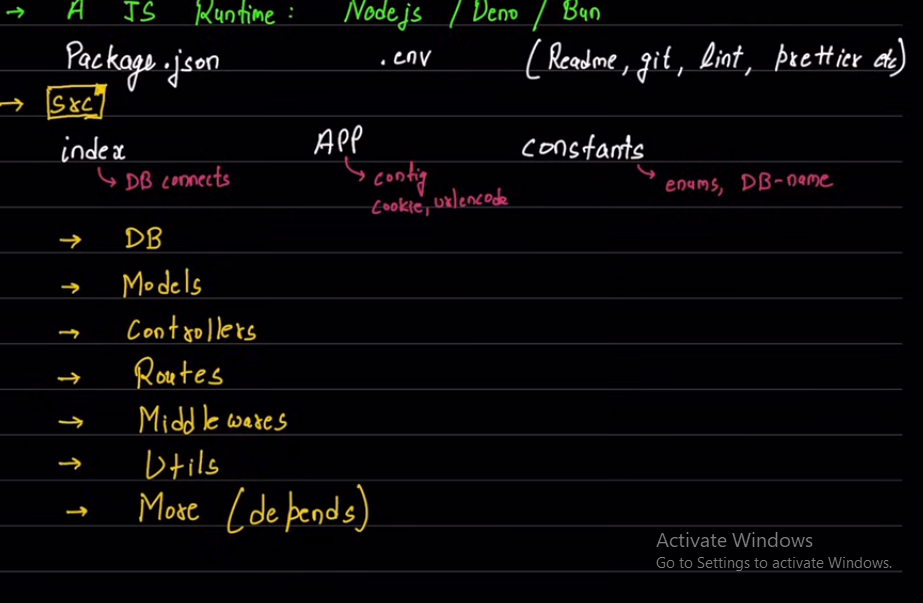 → A JS Runtime: Nodejs / Deno / Bun
Package.json .env (Readme, git, lint, prettier etc)
→ src
index APP constants
↳ DB connects ↳ config ↳ enums, DB-name
cookie, urlencode
→ DB
→ Models
→ Controllers
→ Routes
→ Middlewares
→ Utils
→ More (depends)
Activate Windows
Go to Settings to activate Windows.